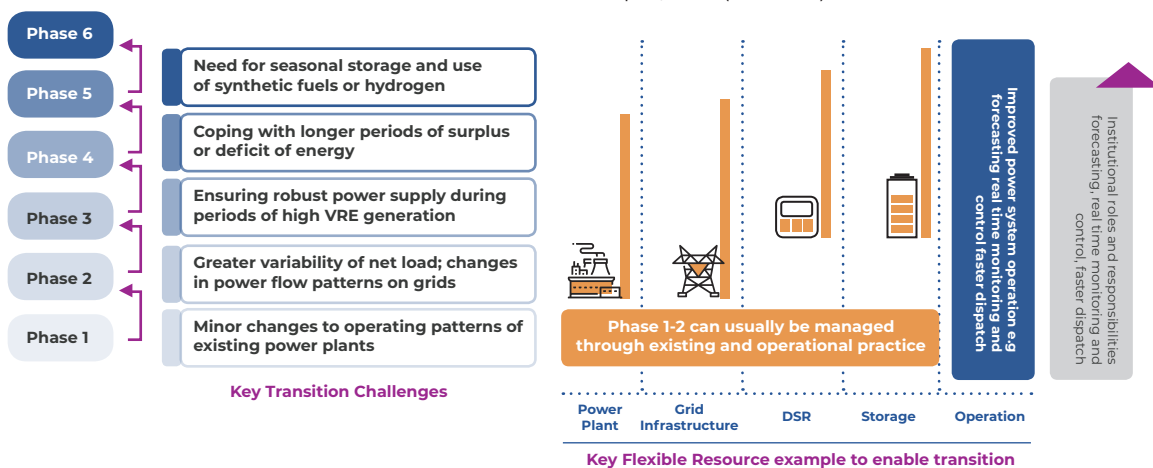 Phase 6
Phase 5
Phase 4
Phase 3
Phase 2
Phase 1
Need for seasonal storage and use
of synthetic fuels or hydrogen
Coping with longer periods of surplus
or deficit of energy
Ensuring robust power supply during
periods of high VRE generation
Greater variability of net load; changes
in power flow patterns on grids
Minor changes to operating patterns of
existing power plants
Key Transition Challenges
Phase 1-2 can usually be managed
through existing and operational practice
Improved power system operation e.g
forecasting real time monitoring and
control faster dispatch
Institutional roles and responsibilities
forecasting, real time monitoring and
control, faster dispatch
Power
Plant
Grid
Infrastructure
DSR
Storage
Operation
Key Flexible Resource example to enable transition